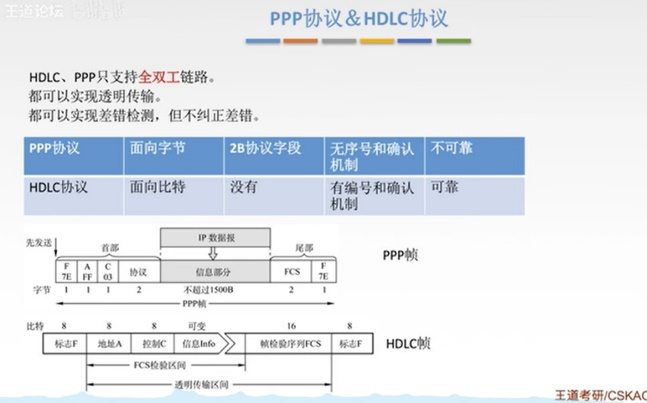 王道论坛
PPP协议&HDLC协议
HDLC、PPP只支持全双工链路。
都可以实现透明传输。
都可以实现差错检测，但不纠正差错。
PPP协议 面向字节 2B协议字段 无序号和确认机制 不可靠
HDLC协议 面向比特 没有 有编号和确认机制 可靠
IP 数据报
先发送
首部
尾部
PPP帧
F 7E A FF C 03 协议 信息部分 FCS F 7E
字节 1 1 1 2 不超过1500B 2 1
PPP帧
比特 8 8 8 可变 16 8
标志F 地址A 控制C 信息Info 帧检验序列FCS 标志F
HDLC帧
FCS检验区间
透明传输区间
王道考研/CSKAO